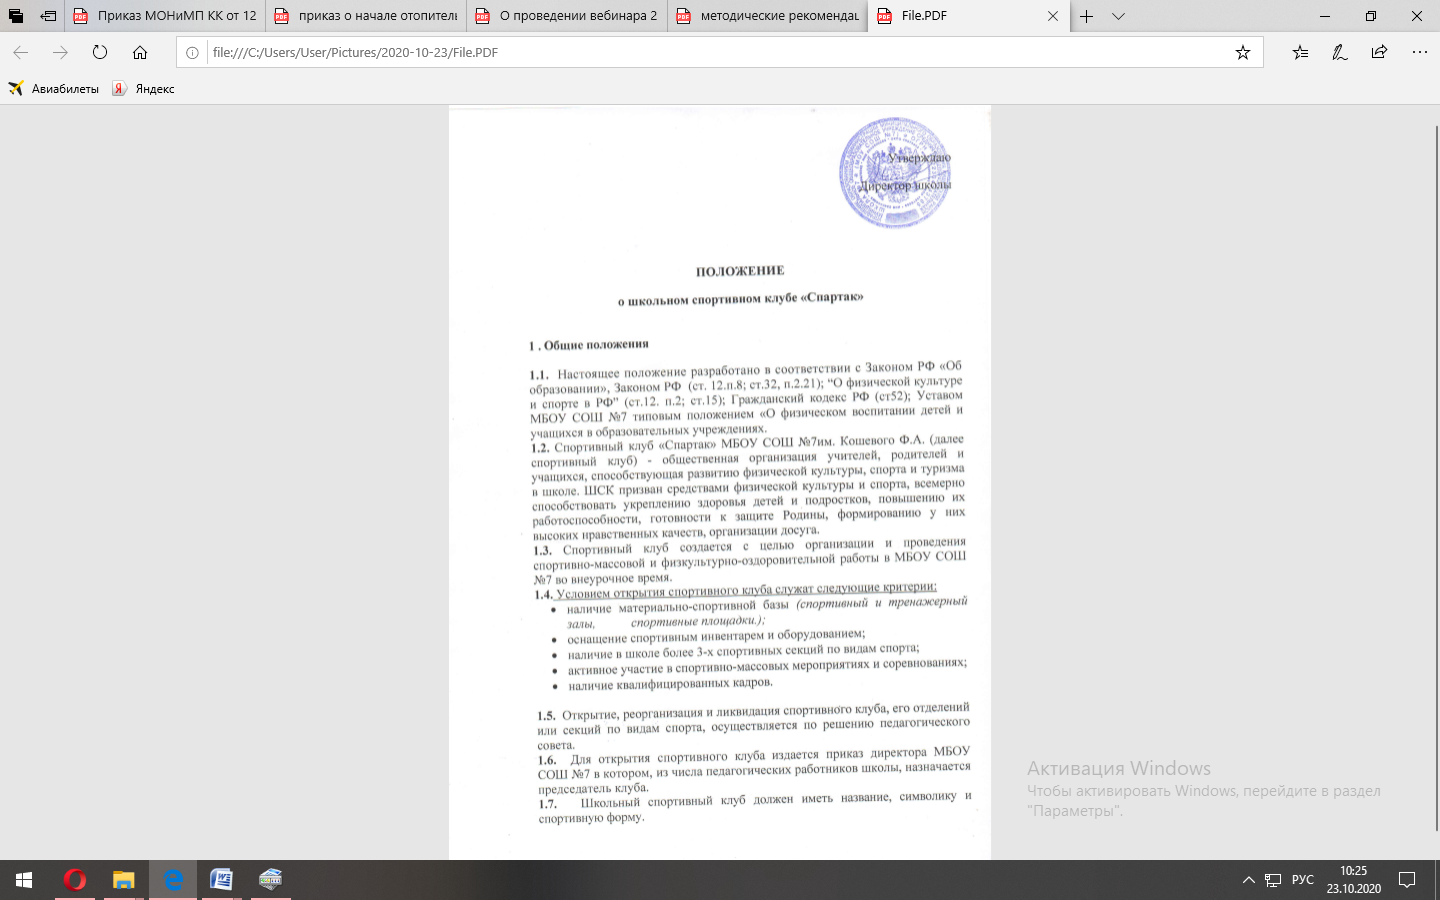 Приказ МОНиМП КК от 12
приказ о начале отопитель
О проведении вебинара 2
методические рекомендац
File.PDF
file:///C:/Users/User/Pictures/2020-10-23/File.PDF
Авиабилеты
Яндекс
Утверждаю
Директор школы
ПОЛОЖЕНИЕ
о школьном спортивном клубе «Спартак»
1 . Общие положения
1.1. Настоящее положение разработано в соответствии с Законом РФ «Об
образовании», Законом РФ (ст. 12.п.8; ст.32, п.2.21); “О физической культуре
и спорте в РФ” (ст.12. п.2; ст.15); Гражданский кодекс РФ (ст52); Уставом
МБОУ СОШ №7 типовым положением «О физическом воспитании детей и
учащихся в образовательных учреждениях.
1.2. Спортивный клуб «Спартак» МБОУ СОШ №7им. Кошевого Ф.А. (далее
спортивный клуб) - общественная организация учителей, родителей и
учащихся, способствующая развитию физической культуры, спорта и туризма
в школе. ШСК призван средствами физической культуры и спорта, всемерно
способствовать укреплению здоровья детей и подростков, повышению их
работоспособности, готовности к защите Родины, формированию у них
высоких нравственных качеств, организации досуга.
1.3. Спортивный клуб создается с целью организации и проведения
спортивно-массовой и физкультурно-оздоровительной работы в МБОУ СОШ
№7 во внеурочное время.
1.4. Условием открытия спортивного клуба служат следующие критерии:
• наличие материально-спортивной базы (спортивный и тренажерный
залы, спортивные площадки.);
• оснащение спортивным инвентарем и оборудованием;
• наличие в школе более 3-х спортивных секций по видам спорта;
• активное участие в спортивно-массовых мероприятиях и соревнованиях;
• наличие квалифицированных кадров.
1.5. Открытие, реорганизация и ликвидация спортивного клуба, его отделений
или секций по видам спорта, осуществляется по решению педагогического
совета.
1.6. Для открытия спортивного клуба издается приказ директора МБОУ
СОШ №7 в котором, из числа педагогических работников школы, назначается
председатель клуба.
1.7. Школьный спортивный клуб должен иметь название, символику и
спортивную форму.
Активация Windows
Чтобы активировать Windows, перейдите в раздел
"Параметры".
РУС
10:25
23.10.2020